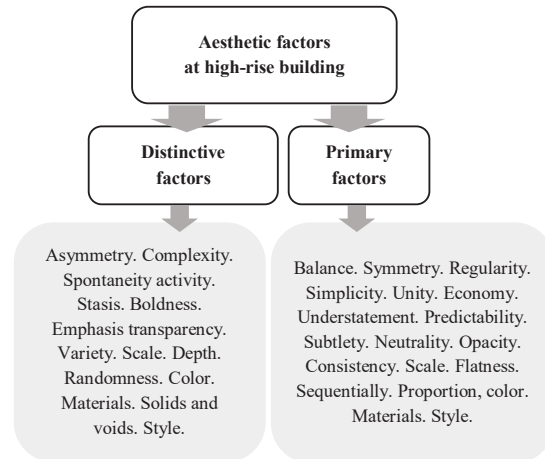 Aesthetic factors
at high-rise building
Distinctive
factors
Primary
factors
Asymmetry. Complexity.
Spontaneity activity.
Stasis. Boldness.
Emphasis transparency.
Variety. Scale. Depth.
Randomness. Color.
Materials. Solids and
voids. Style.
Balance. Symmetry. Regularity.
Simplicity. Unity. Economy.
Understatement. Predictability.
Subtlety. Neutrality. Opacity.
Consistency. Scale. Flatness.
Sequentially. Proportion, color.
Materials. Style.